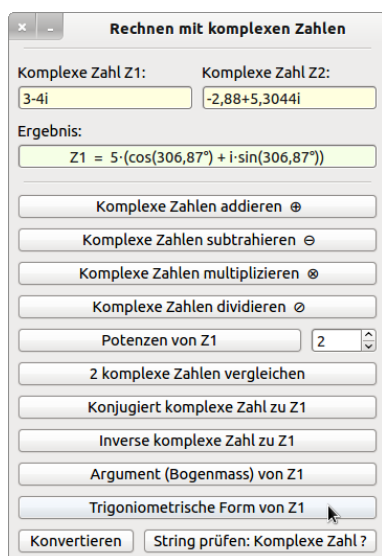 Rechnen mit komplexen Zahlen
Komplexe Zahl Z1: Komplexe Zahl Z2:
3-4i -2,88+5,3044i
Ergebnis:
Z1 = 5·(cos(306,87°) + i·sin(306,87°))
Komplexe Zahlen addieren ⊕
Komplexe Zahlen subtrahieren ⊖
Komplexe Zahlen multiplizieren ⊗
Komplexe Zahlen dividieren ⊘
Potenzen von Z1 2
2 komplexe Zahlen vergleichen
Konjugiert komplexe Zahl zu Z1
Inverse komplexe Zahl zu Z1
Argument (Bogenmass) von Z1
Trigoniometrische Form von Z1
Konvertieren String prüfen: Komplexe Zahl ?